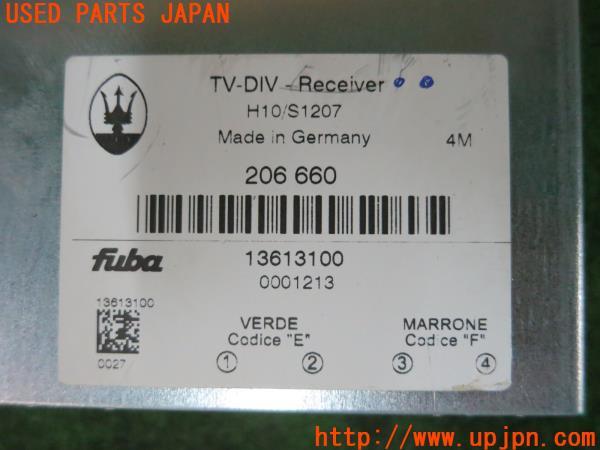 USED PARTS JAPAN
TV-DIV - Receiver
H10/S1207
Made in Germany 4M
206 660
fuba 13613100
0001213
13613100
0027
VERDE MARRONE
Codice "E" Codice "F"
1 2 3 4
https://www.upjpn.com/